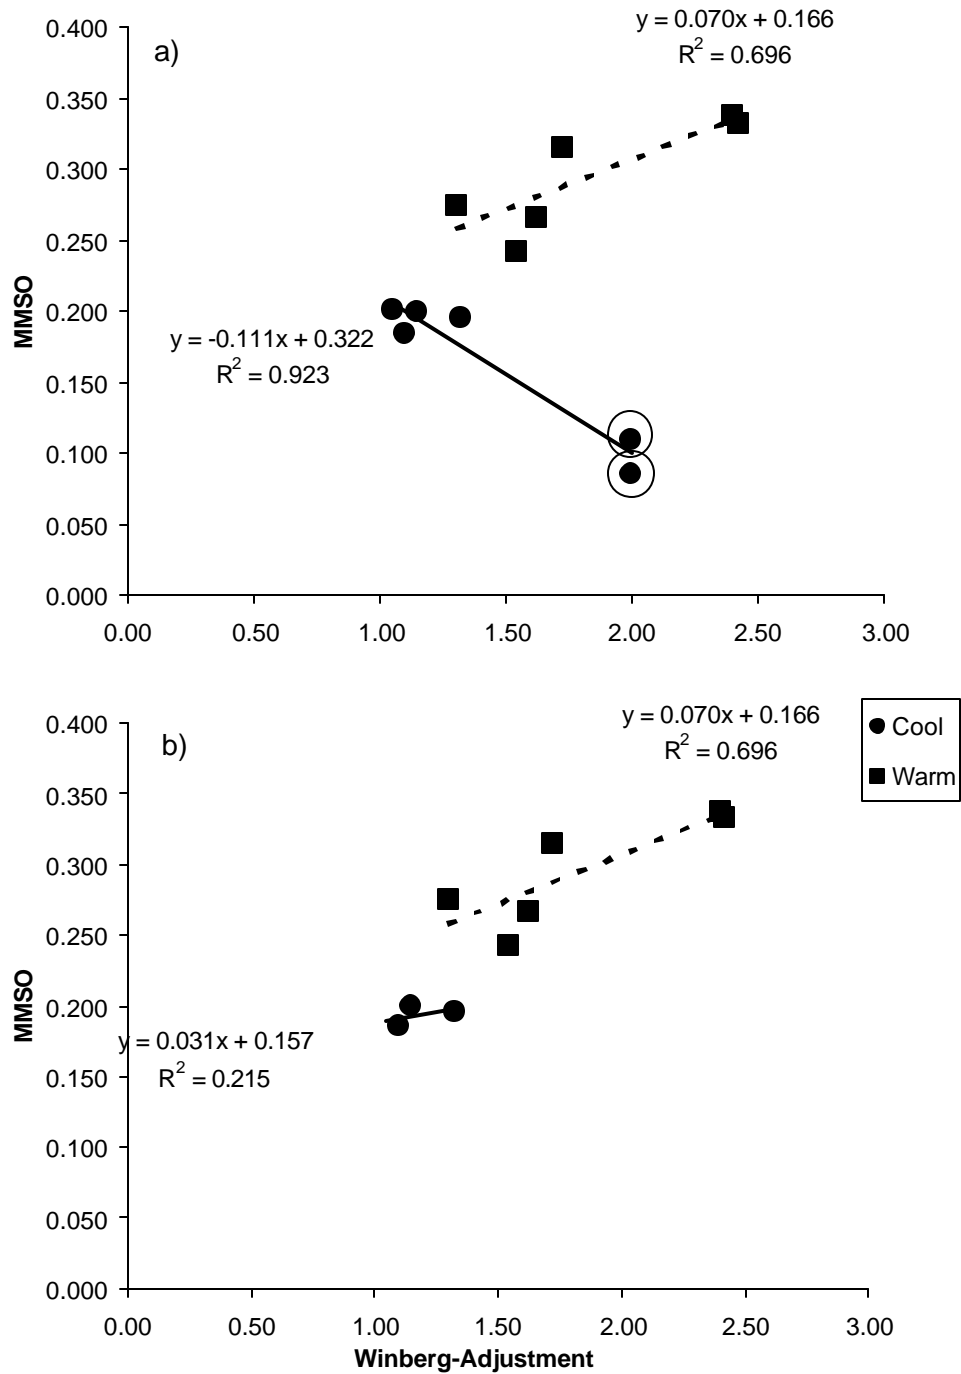 y = 0.070x + 0.166
R² = 0.696
a)
0.400
0.350
0.300
0.250
0.200
0.150
0.100
0.050
0.000
MMSO
y = -0.111x + 0.322
R² = 0.923
0.00 0.50 1.00 1.50 2.00 2.50 3.00
y = 0.070x + 0.166
R² = 0.696
b)
Cool
Warm
0.400
0.350
0.300
0.250
0.200
0.150
0.100
0.050
0.000
MMSO
y = 0.031x + 0.157
R² = 0.215
0.00 0.50 1.00 1.50 2.00 2.50 3.00
Winberg-Adjustment